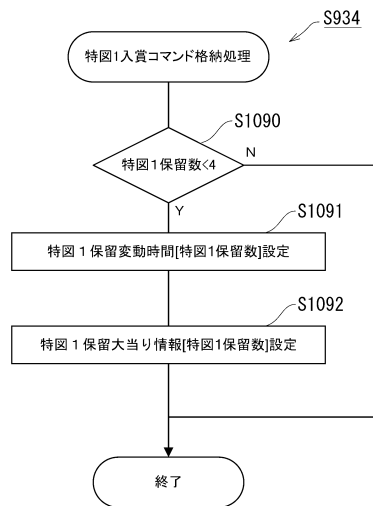 S934
特図1入賞コマンド格納処理
S1090
特図1保留数<4
N
Y
S1091
特図1保留変動時間[特図1保留数]設定
S1092
特図1保留大当り情報[特図1保留数]設定
終了